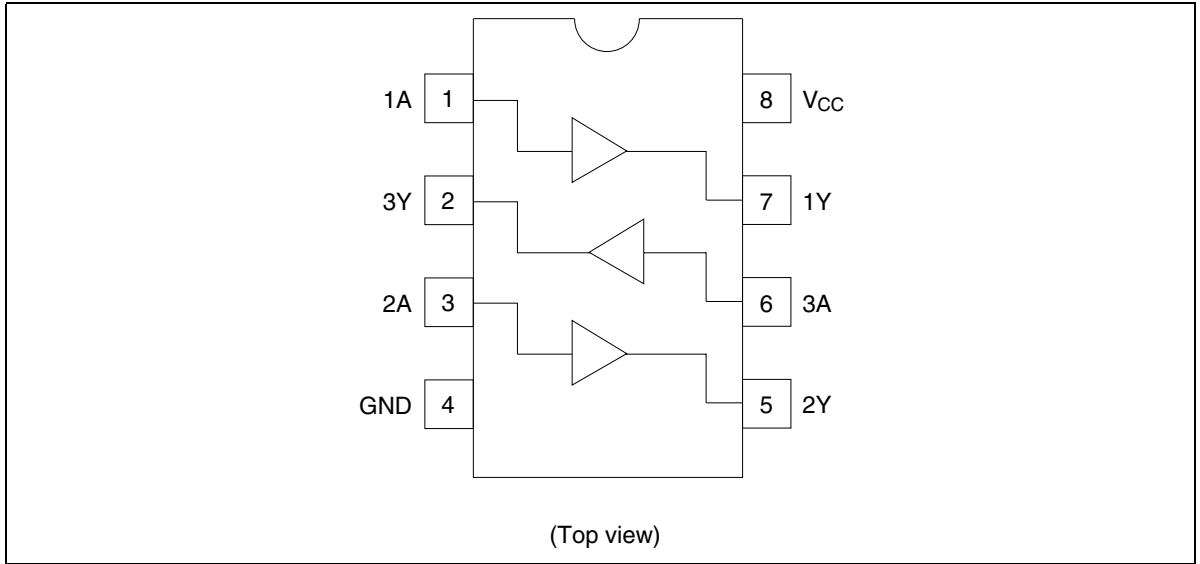 1A 1 8 VCC
3Y 2 7 1Y
2A 3 6 3A
GND 4 5 2Y
(Top view)